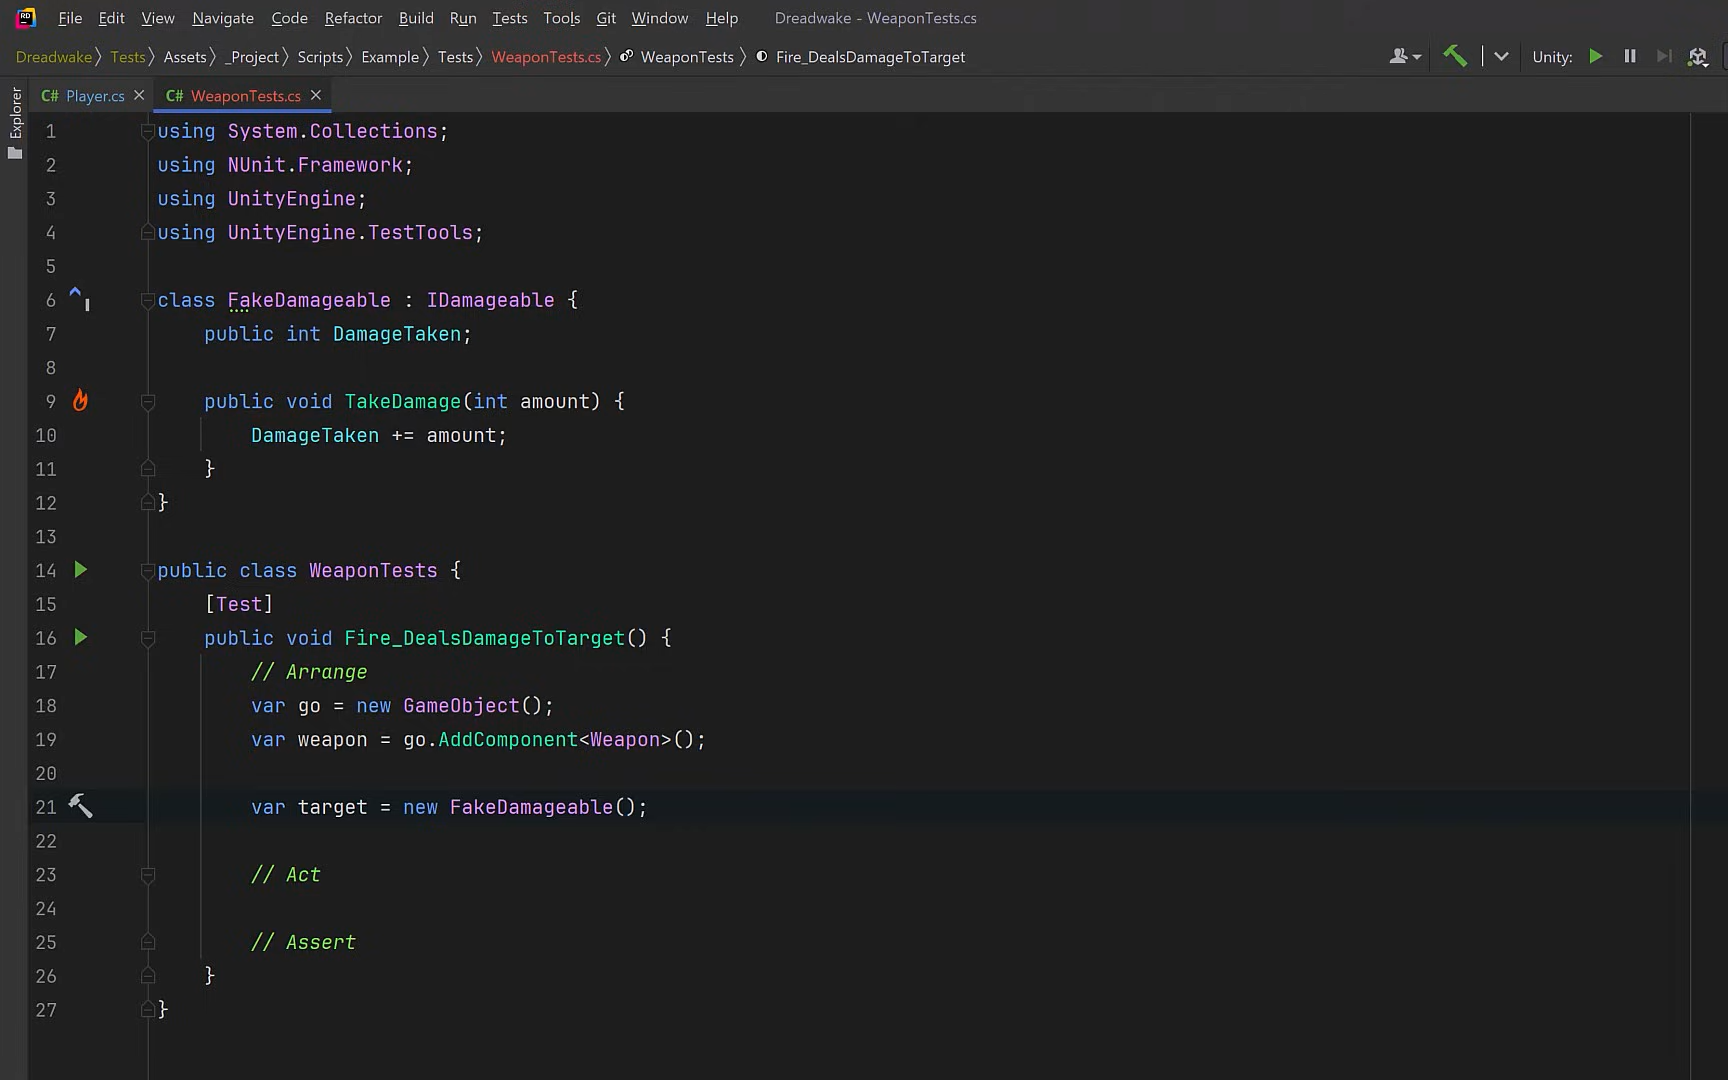 RD File Edit View Navigate Code Refactor Build Run Tests Tools Git Window Help Dreadwake - WeaponTests.cs
Dreadwake Tests Assets _Project Scripts Example Tests WeaponTests.cs WeaponTests Fire_DealsDamageToTarget Unity:
C# Player.cs C# WeaponTests.cs
Explorer
1 using System.Collections;
2 using NUnit.Framework;
3 using UnityEngine;
4 using UnityEngine.TestTools;
5
6 class FakeDamageable : IDamageable {
7 public int DamageTaken;
8
9 public void TakeDamage(int amount) {
10 DamageTaken += amount;
11 }
12 }
13
14 public class WeaponTests {
15 [Test]
16 public void Fire_DealsDamageToTarget() {
17 // Arrange
18 var go = new GameObject();
19 var weapon = go.AddComponent<Weapon>();
20
21 var target = new FakeDamageable();
22
23 // Act
24
25 // Assert
26 }
27 }